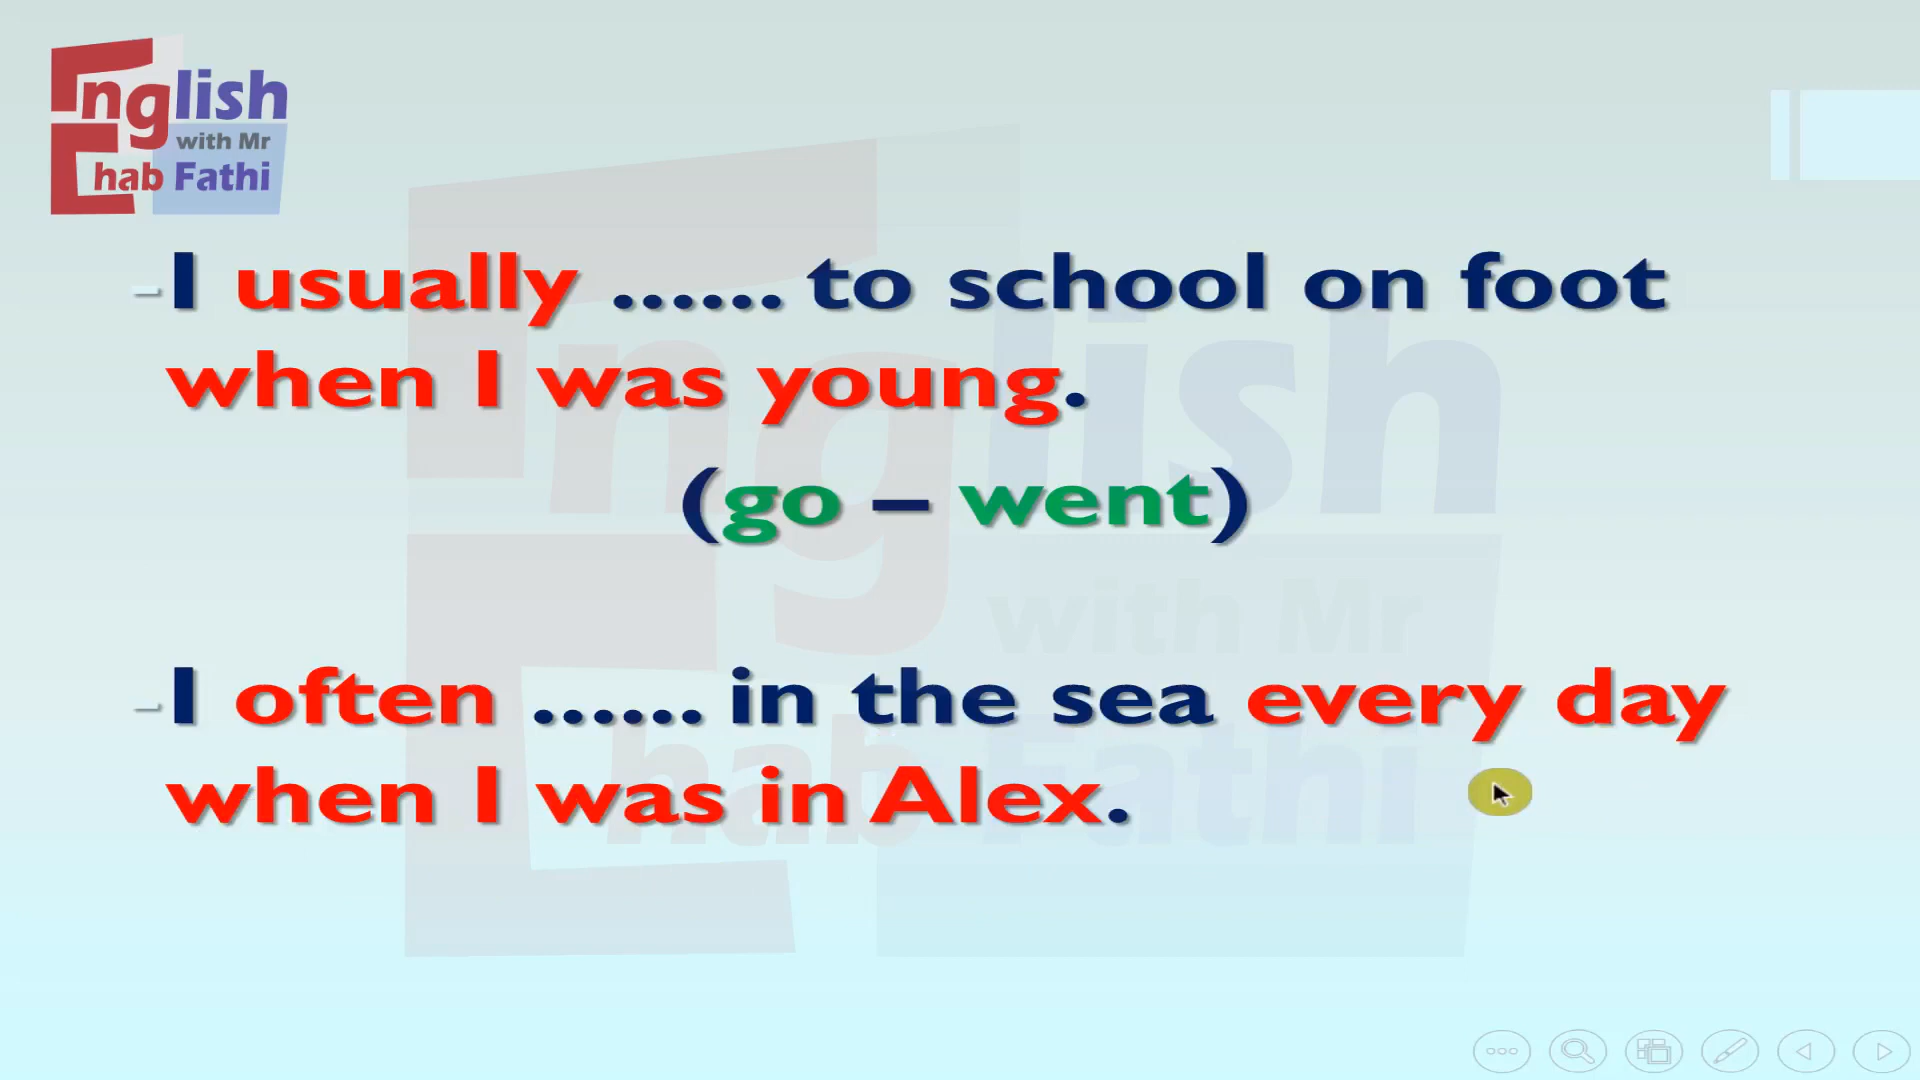 English
with Mr
Ehab Fathi
-I usually ...... to school on foot
when I was young.
(go – went)
-I often ...... in the sea every day
when I was in Alex.